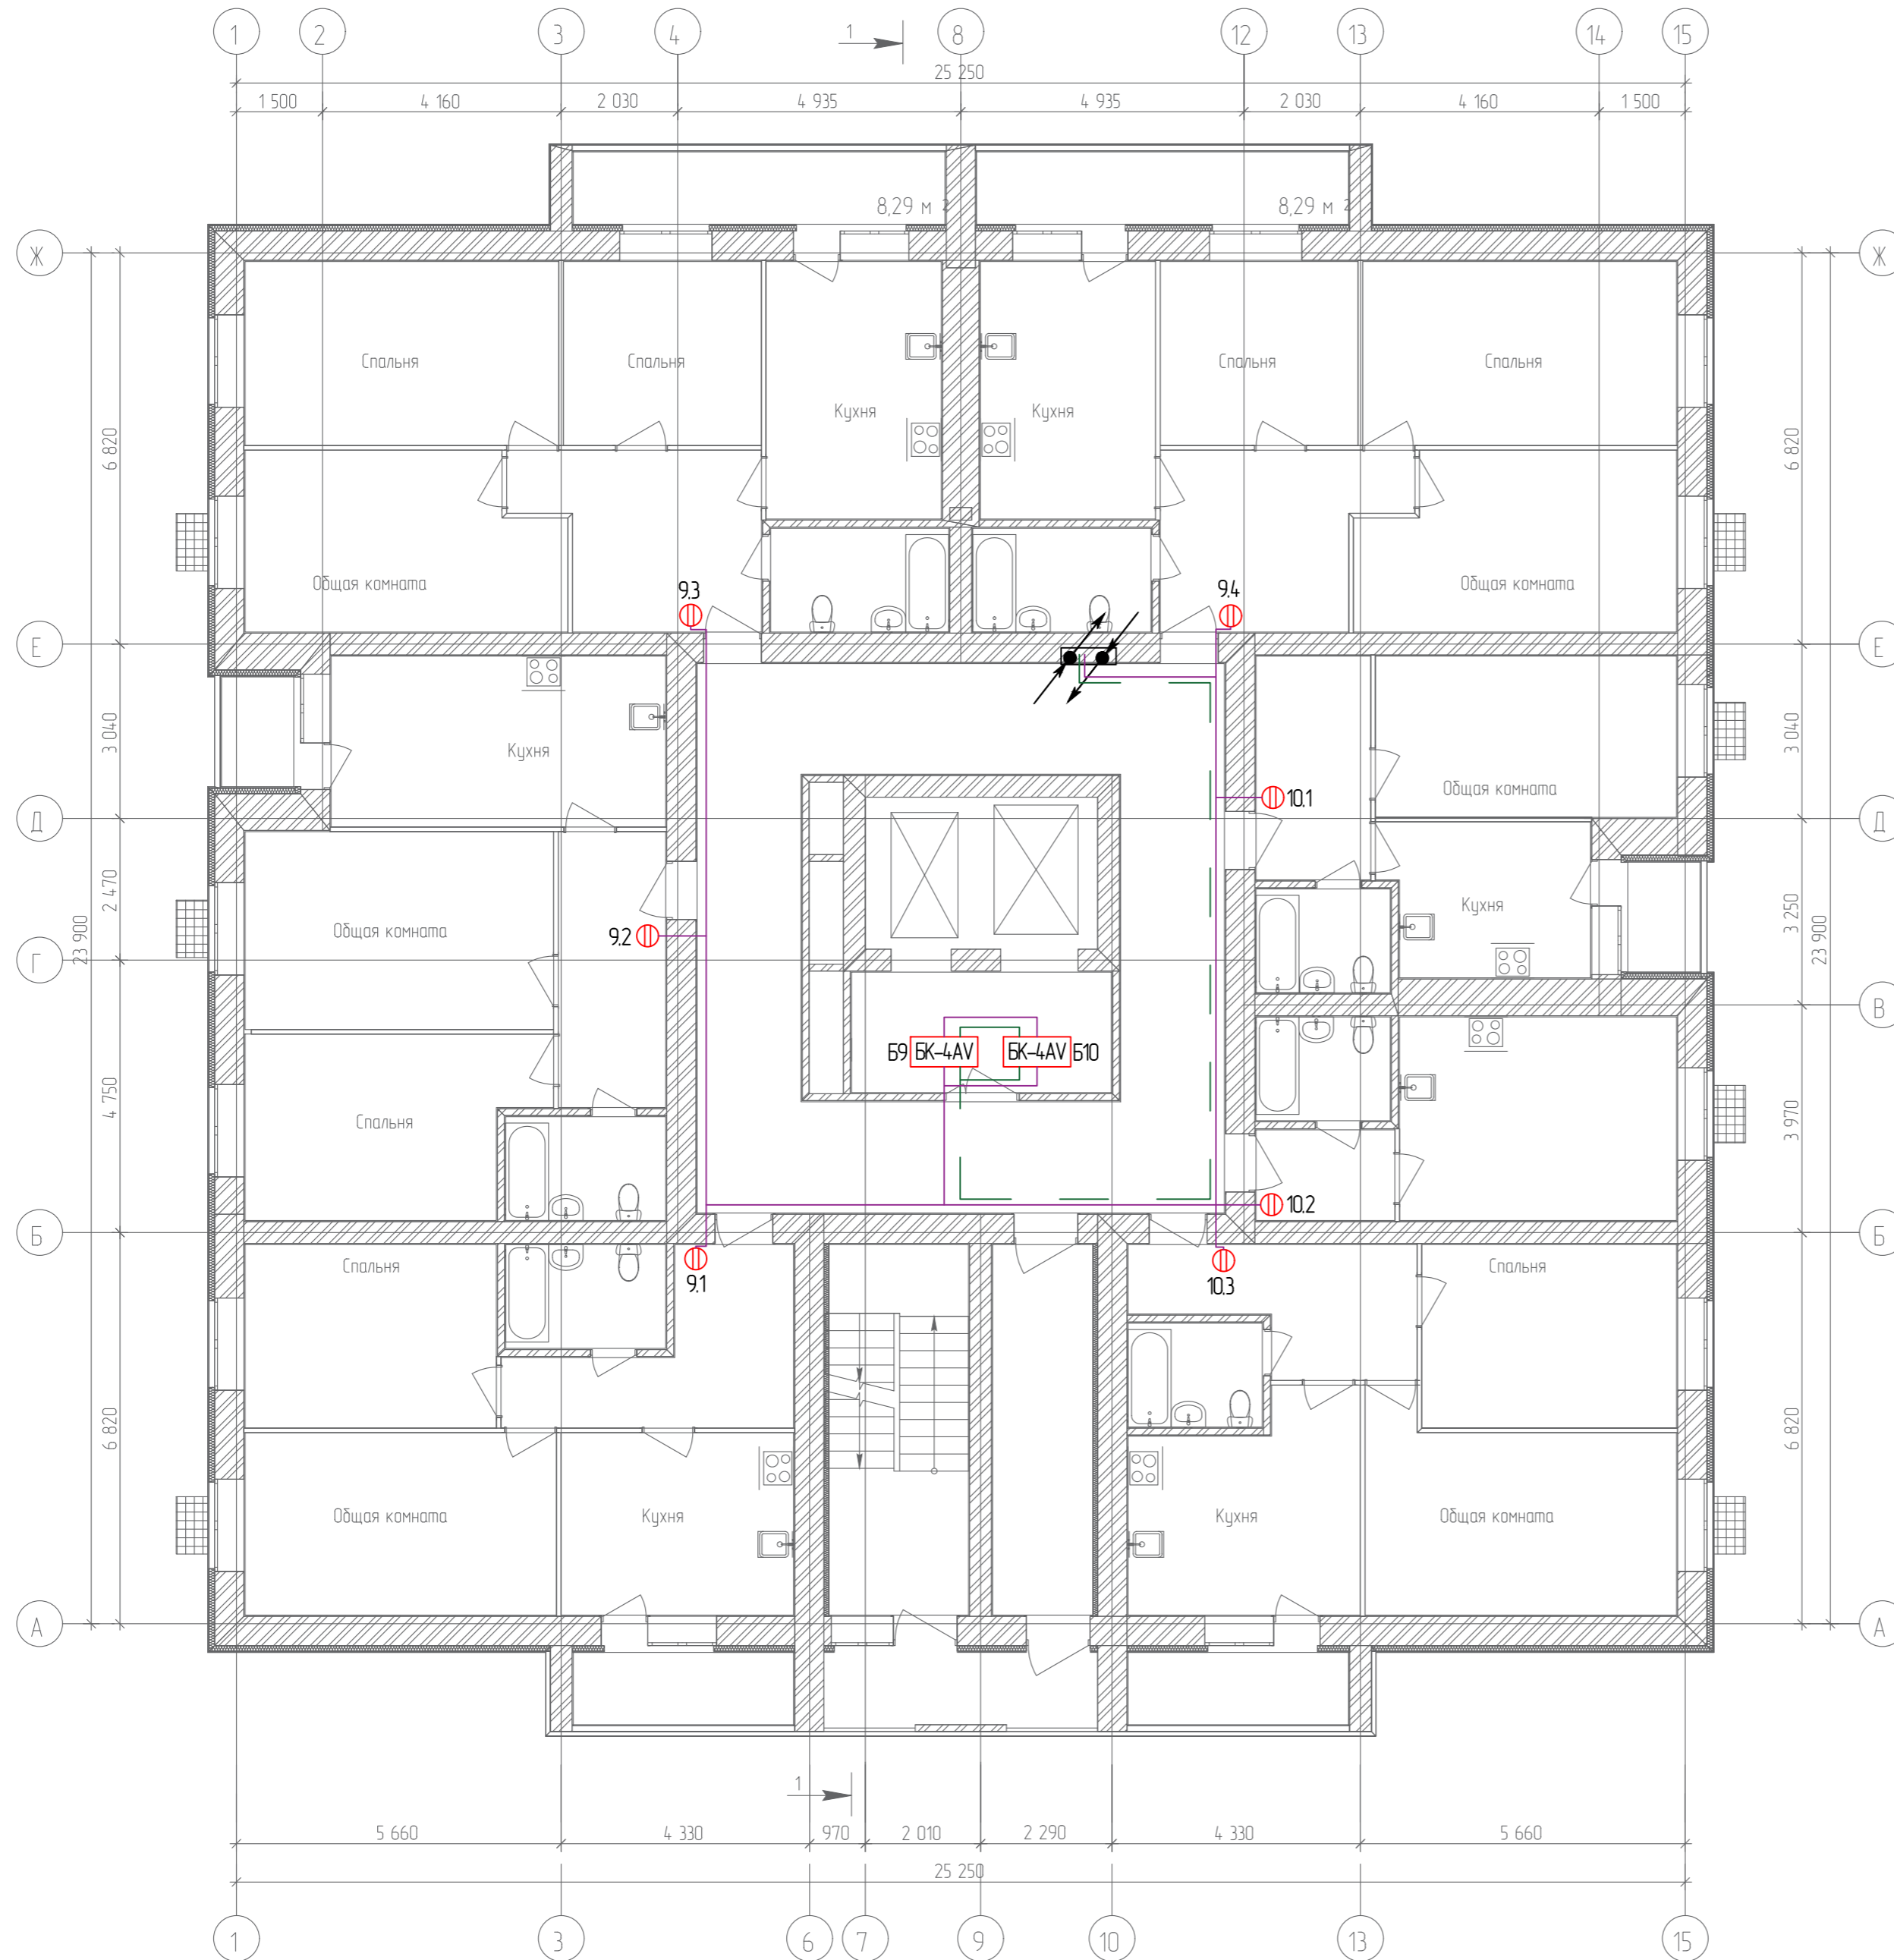 1 2 3 4 8 12 13 14 15
1
25 250
1 500 4 160 2 030 4 935 4 935 2 030 4 160 1 500
8,29 м 2 8,29 м 2
Ж Ж
Спальня Спальня Спальня Спальня
Кухня Кухня
6 820 6 820
Общая комната Общая комната
9.3 9.4
Е Е
3 040 Кухня 3 040
Общая комната 10.1
Д Д
2 470 Кухня 3 250
23 900 Общая комната 9.2 23 900
Г
В
Б9 БК-4AV БК-4AV Б10
4 750 Спальня 3 970
10.2
Б Б
Спальня 9.1 10.3 Спальня
6 820 6 820
Общая комната Кухня Кухня Общая комната
А А
1
5 660 4 330 970 2 010 2 290 4 330 5 660
25 250
1 3 6 7 9 10 13 15